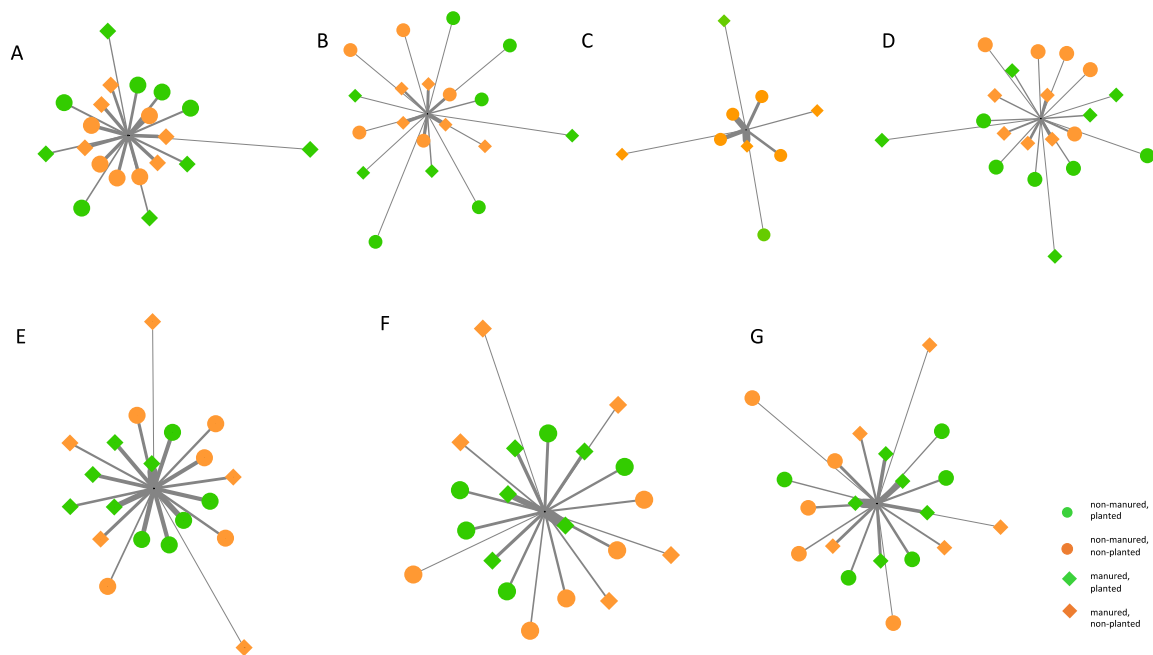 A
B
C
D
E
F
G
non-manured,
planted
non-manured,
non-planted
manured,
planted
manured,
non-planted